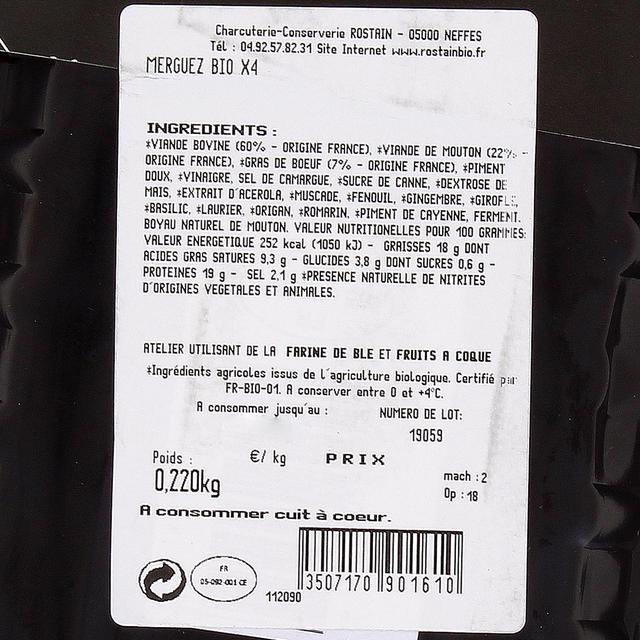 Charcuterie-Conserverie ROSTAIN - 05000 NEFFES
Tél : 04.92.57.82.31 Site Internet www.rostainbio.fr
MERGUEZ BIO X4
INGREDIENTS :
*VIANDE BOVINE (60% - ORIGINE FRANCE), *VIANDE DE MOUTON (22% -
ORIGINE FRANCE), *GRAS DE BOEUF (7% - ORIGINE FRANCE), *PIMENT
DOUX, *VINAIGRE, SEL DE CAMARGUE, *SUCRE DE CANNE, *DEXTROSE DE
MAIS, *EXTRAIT D'ACEROLA, *MUSCADE, *FENOUIL, *GINGEMBRE, *GIROFLE,
*BASILIC, *LAURIER, *ORIGAN, *ROMARIN, *PIMENT DE CAYENNE, FERMENT.
BOYAU NATUREL DE MOUTON. VALEUR NUTRITIONELLES POUR 100 GRAMMES:
VALEUR ENERGETIQUE 252 kcal (1050 kJ) - GRAISSES 18 g DONT
ACIDES GRAS SATURES 9,3 g - GLUCIDES 3,8 g DONT SUCRES 0,6 g -
PROTEINES 19 g - SEL 2,1 g *PRESENCE NATURELLE DE NITRITES
D'ORIGINES VEGETALES ET ANIMALES.
ATELIER UTILISANT DE LA FARINE DE BLE ET FRUITS A COQUE
*Ingrédients agricoles issus de l'agriculture biologique. Certifié par
FR-BIO-01. A conserver entre 0 et +4°C.
A consommer jusqu'au :
NUMERO DE LOT:
19059
Poids : €/ kg PRIX
0,220kg
mach : 2
Op : 18
A consommer cuit à coeur.
FR
05-092-001 CE
112090
3507170 901610